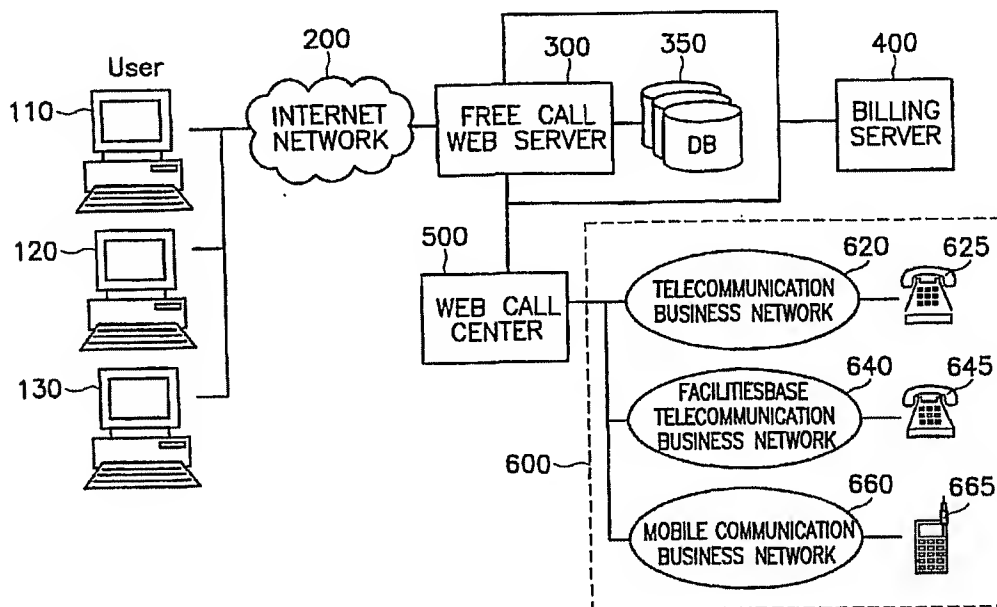 200
300
350
400
User
110
INTERNET
NETWORK
FREE CALL
WEB SERVER
DB
BILLING
SERVER
120
500
WEB CALL
CENTER
620
625
TELECOMMUNICATION
BUSINESS NETWORK
130
640
645
FACILITIESBASE
TELECOMMUNICATION
BUSINESS NETWORK
600
660
665
MOBILE COMMUNICATION
BUSINESS NETWORK